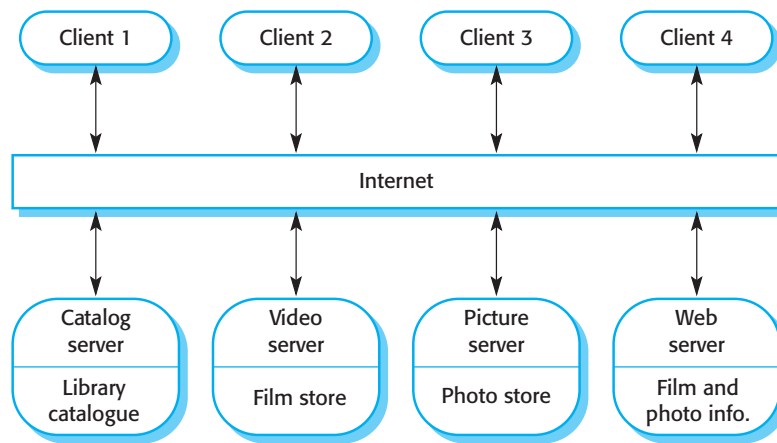 Client 1
Client 2
Client 3
Client 4
Internet
Catalog
server
Library
catalogue
Video
server
Film store
Picture
server
Photo store
Web
server
Film and
photo info.